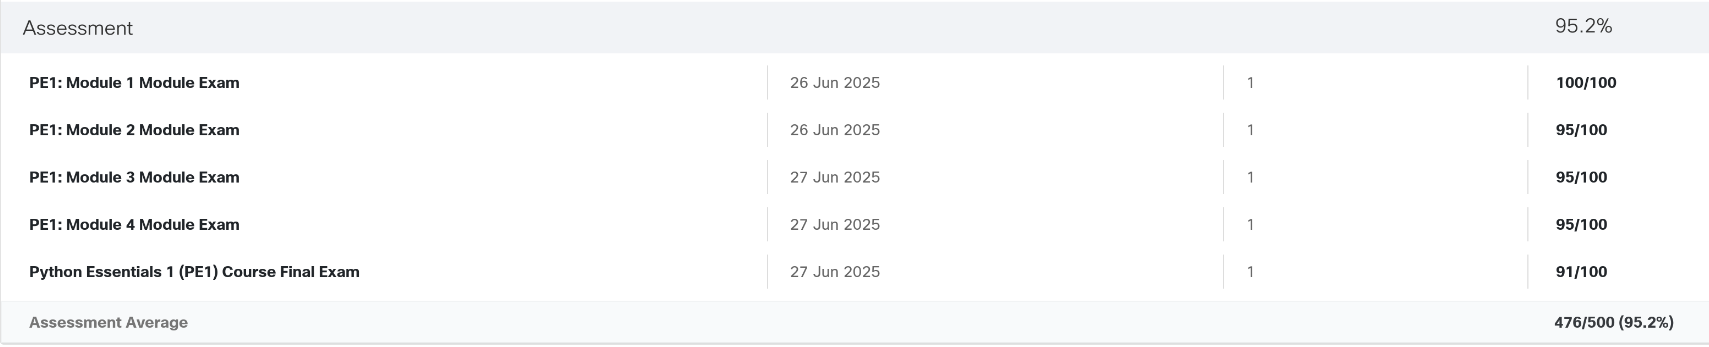 Assessment 95.2%
PE1: Module 1 Module Exam 26 Jun 2025 1 100/100
PE1: Module 2 Module Exam 26 Jun 2025 1 95/100
PE1: Module 3 Module Exam 27 Jun 2025 1 95/100
PE1: Module 4 Module Exam 27 Jun 2025 1 95/100
Python Essentials 1 (PE1) Course Final Exam 27 Jun 2025 1 91/100
Assessment Average 476/500 (95.2%)